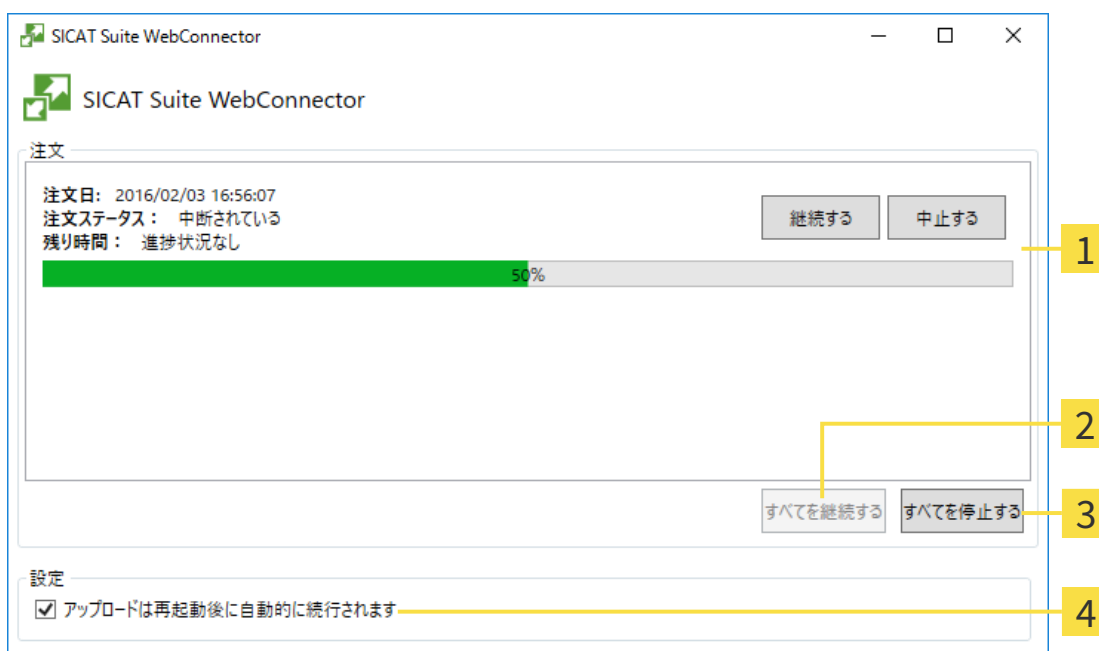 SICAT Suite WebConnector
SICAT Suite WebConnector
注文
注文日: 2016/02/03 16:56:07
注文ステータス： 中断されている
残り時間： 進捗状況なし
継続する 中止する
1
50%
2
すべてを継続する すべてを停止する
3
設定
アップロードは再起動後に自動的に続行されます
4